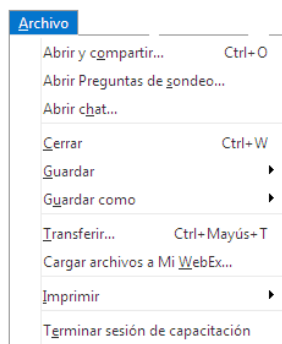 Archivo
Abrir y compartir... Ctrl+O
Abrir Preguntas de sondeo...
Abrir chat...
Cerrar Ctrl+W
Guardar
Guardar como
Transferir... Ctrl+Mayús+T
Cargar archivos a Mi WebEx...
Imprimir
Terminar sesión de capacitación